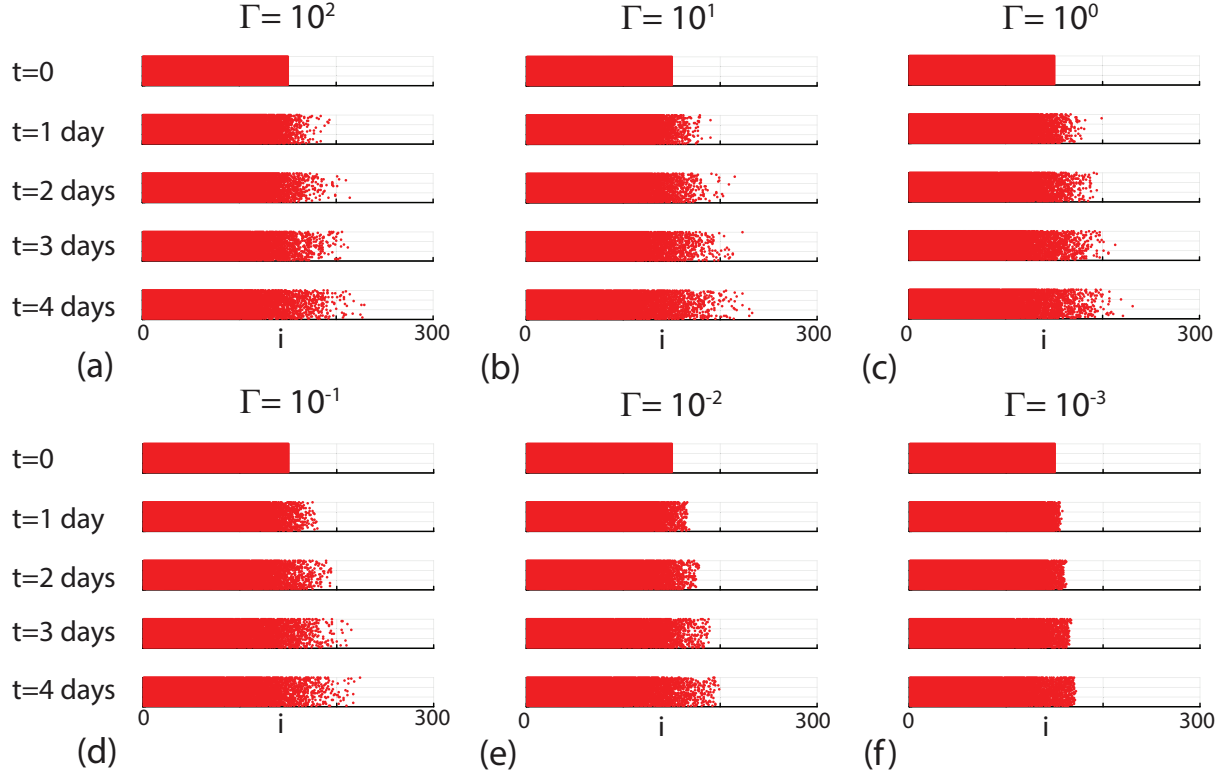 Γ= 10² Γ= 10¹ Γ= 10⁰
t=0
t=1 day
t=2 days
t=3 days
t=4 days
0 300 0 300 0 300
i i i
(a) (b) (c)
Γ= 10⁻¹ Γ= 10⁻² Γ= 10⁻³
t=0
t=1 day
t=2 days
t=3 days
t=4 days
0 300 0 300 0 300
i i i
(d) (e) (f)